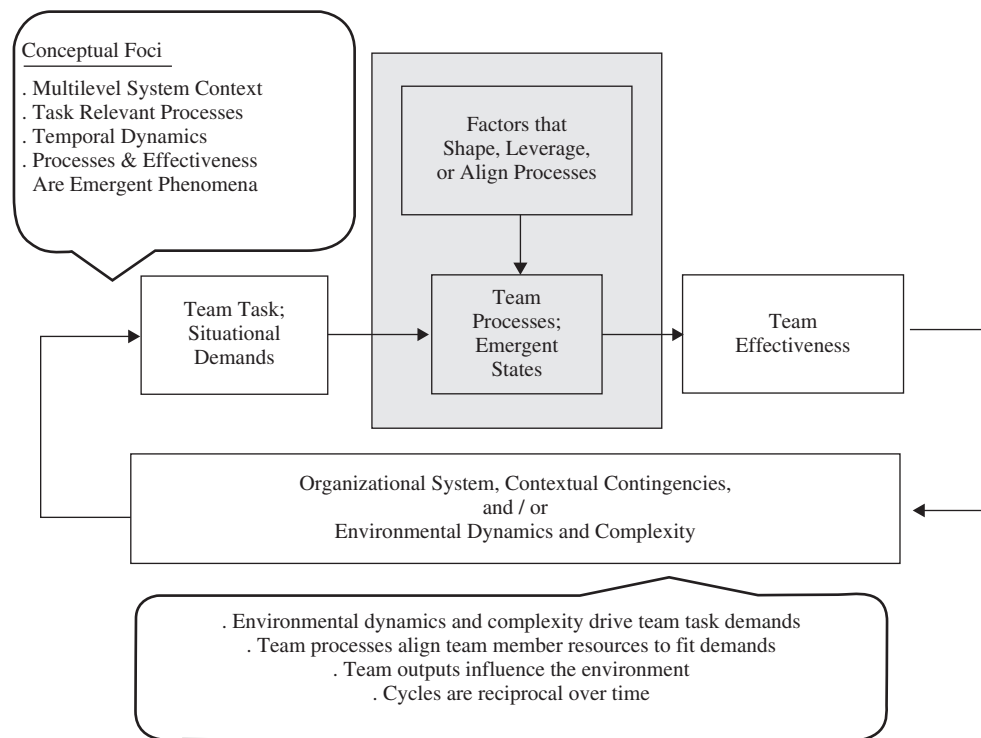 Conceptual Foci
. Multilevel System Context
. Task Relevant Processes
. Temporal Dynamics
. Processes & Effectiveness
Are Emergent Phenomena
Factors that
Shape, Leverage,
or Align Processes
Team Task;
Situational
Demands
Team
Processes;
Emergent
States
Team
Effectiveness
Organizational System, Contextual Contingencies,
and / or
Environmental Dynamics and Complexity
. Environmental dynamics and complexity drive team task demands
. Team processes align team member resources to fit demands
. Team outputs influence the environment
. Cycles are reciprocal over time